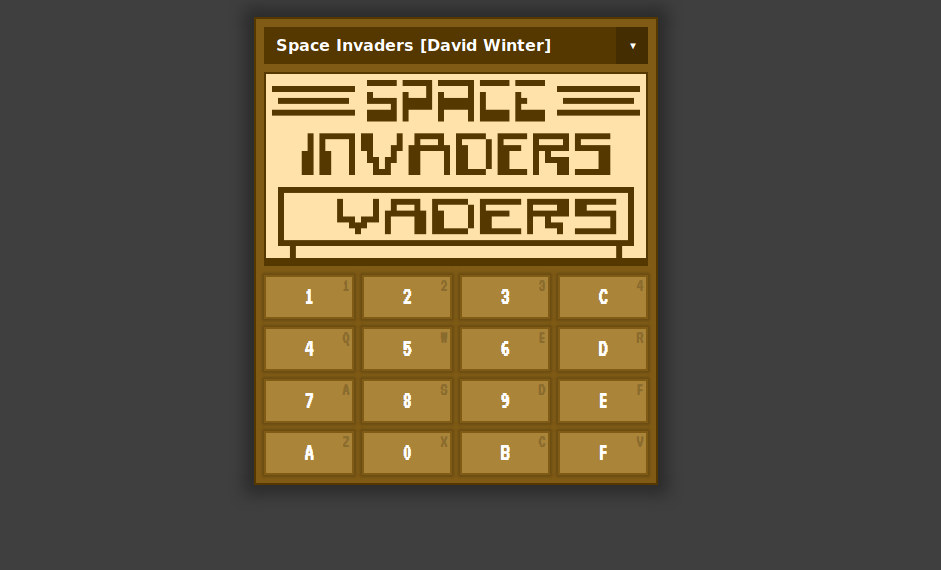 Space Invaders [David Winter] ▾
SPACE
INVADERS
VADERS
1 1 2 2 3 3 C 4
4 Q 5 W 6 E D R
7 A 8 S 9 D E F
A Z 0 X B C F V